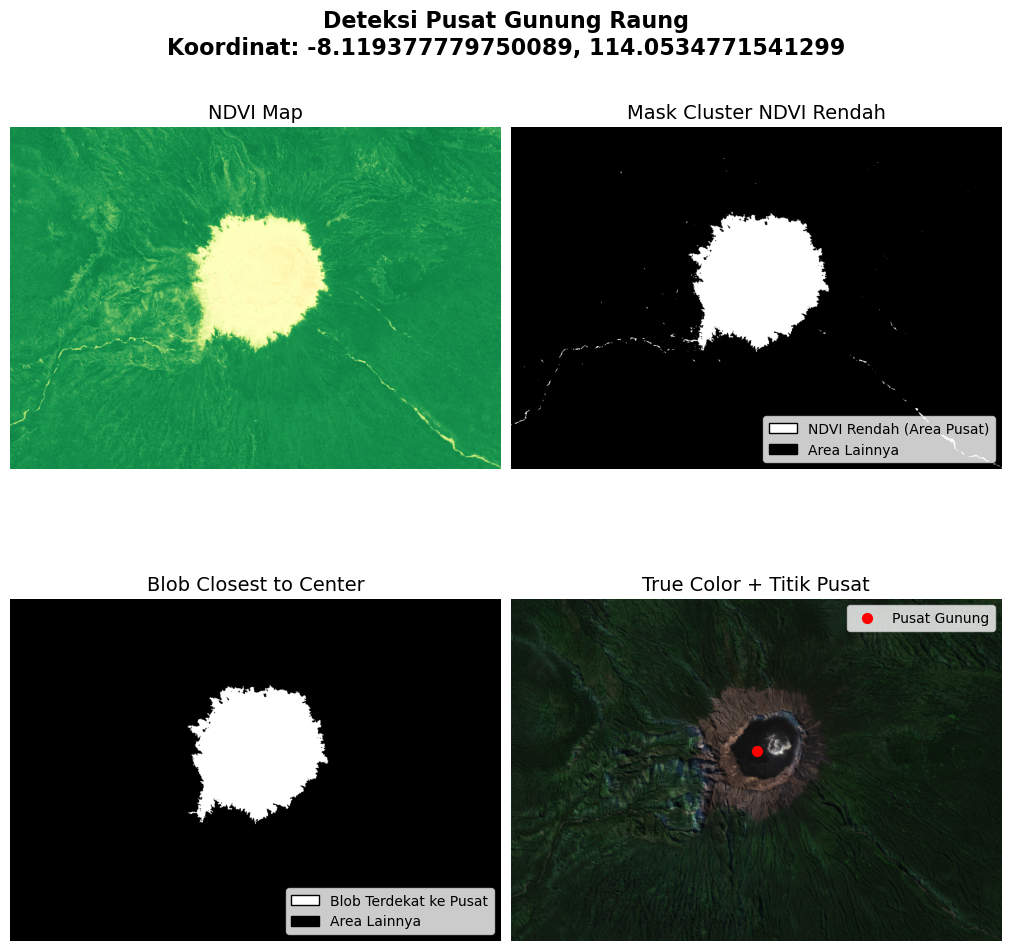 Deteksi Pusat Gunung Raung
Koordinat: -8.119377779750089, 114.0534771541299
NDVI Map
Mask Cluster NDVI Rendah
NDVI Rendah (Area Pusat)
Area Lainnya
Blob Closest to Center
True Color + Titik Pusat
Pusat Gunung
Blob Terdekat ke Pusat
Area Lainnya